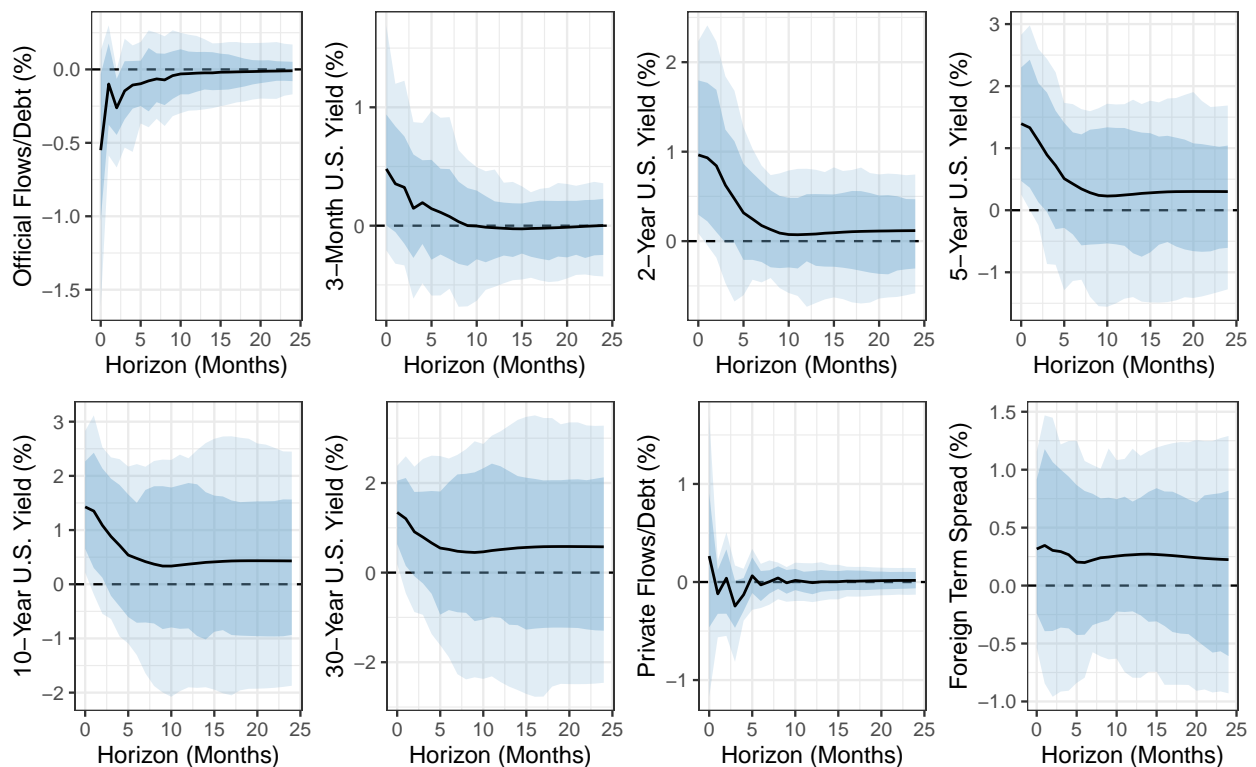 Official Flows/Debt (%)
0.0
−0.5
−1.0
−1.5
0 5 10 15 20 25
Horizon (Months)
3−Month U.S. Yield (%)
1
0
0 5 10 15 20 25
Horizon (Months)
2−Year U.S. Yield (%)
2
1
0
0 5 10 15 20 25
Horizon (Months)
5−Year U.S. Yield (%)
3
2
1
0
−1
0 5 10 15 20 25
Horizon (Months)
10−Year U.S. Yield (%)
3
2
1
0
−1
−2
0 5 10 15 20 25
Horizon (Months)
30−Year U.S. Yield (%)
2
0
−2
0 5 10 15 20 25
Horizon (Months)
Private Flows/Debt (%)
1
0
−1
0 5 10 15 20 25
Horizon (Months)
Foreign Term Spread (%)
1.5
1.0
0.5
0.0
−0.5
−1.0
0 5 10 15 20 25
Horizon (Months)